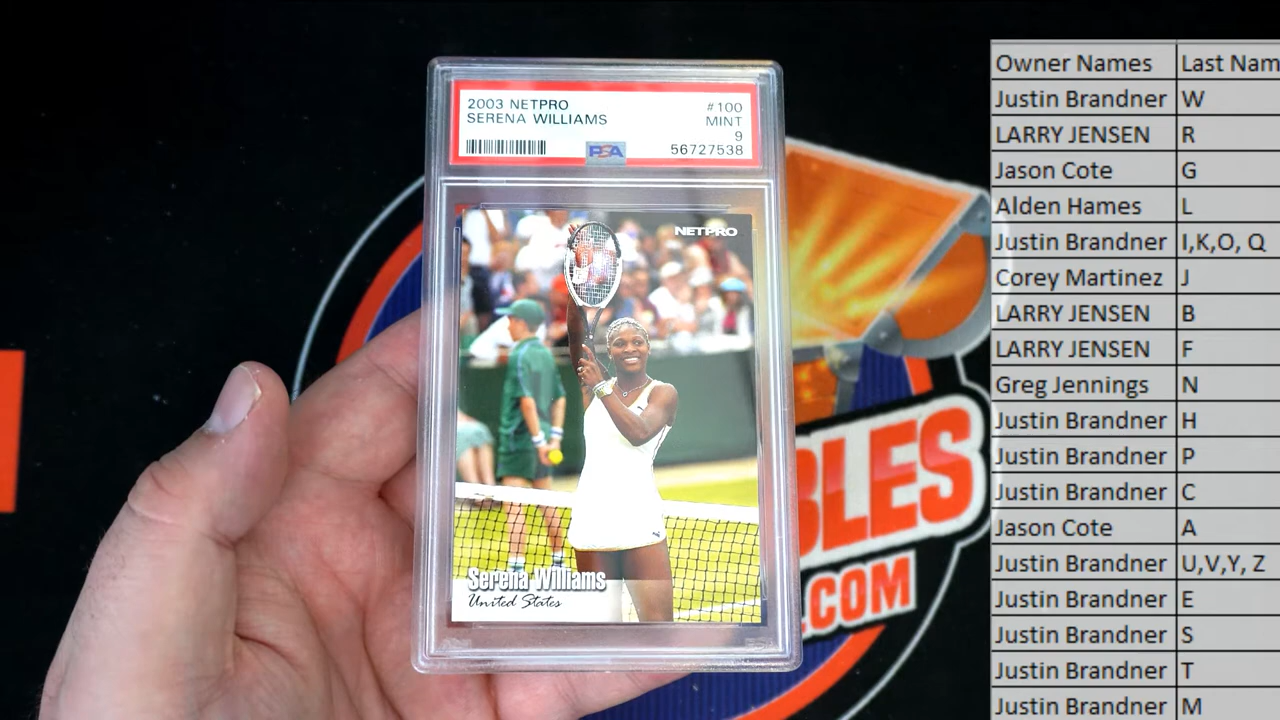 2003 NETPRO
SERENA WILLIAMS
#100
MINT
9
56727538
PSA
NETPRO
Serena Williams
United States
BLES
.COM
Owner Names Last Nam
Justin Brandner W
LARRY JENSEN R
Jason Cote G
Alden Hames L
Justin Brandner I,K,O, Q
Corey Martinez J
LARRY JENSEN B
LARRY JENSEN F
Greg Jennings N
Justin Brandner H
Justin Brandner P
Justin Brandner C
Jason Cote A
Justin Brandner U,V,Y, Z
Justin Brandner E
Justin Brandner S
Justin Brandner T
Justin Brandner M